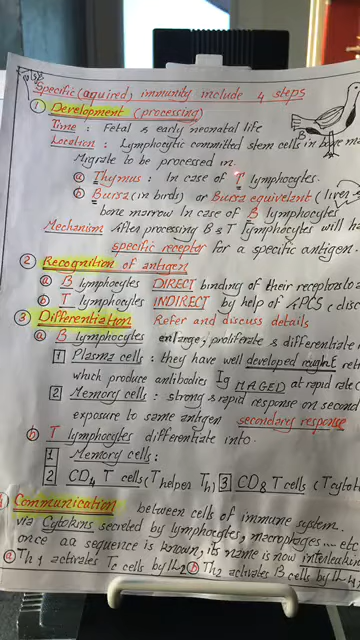 Specific (aquired) immunity include 4 steps
① Development (processing)
Time : Fetal & early neonatal life
Location : Lymphocytic committed stem cells in bone
Migrate to be processed in
ⓐ Thymus : In case of T lymphocytes.
B
ⓑ Bursa (in birds) or Bursa equivelant (liver
bone marrow In case of B lymphocytes
Mechanism After processing B & T lymphocytes will
specific receptor for a specific antigen.
② Recognition of antigen
ⓐ B lymphocytes DIRECT binding of their receptors to
ⓑ T lymphocytes INDIRECT by help of APCS
③ Differentiation Refer and discuss details
ⓐ B lymphocytes enlarge, proliferate & differentiate
1 Plasma cells : they have well developed rough E.
which produce antibodies Ig MAGED at rapid rate
2 Memory cells : strong & rapid response on second
exposure to same antigen secondary response
ⓑ T lymphocytes differentiate into.
1 Memory cells :
2 CD4 T cells (T helper Th) 3 CD8 T cells
Communication between cells of immune system.
via Cytokins secreted by lymphocytes, macrophages.... etc
once aa sequence is known, its name is now
ⓐ Th1 activates Tc cells by IL2 ⓑ Th2 activates B cells by IL4